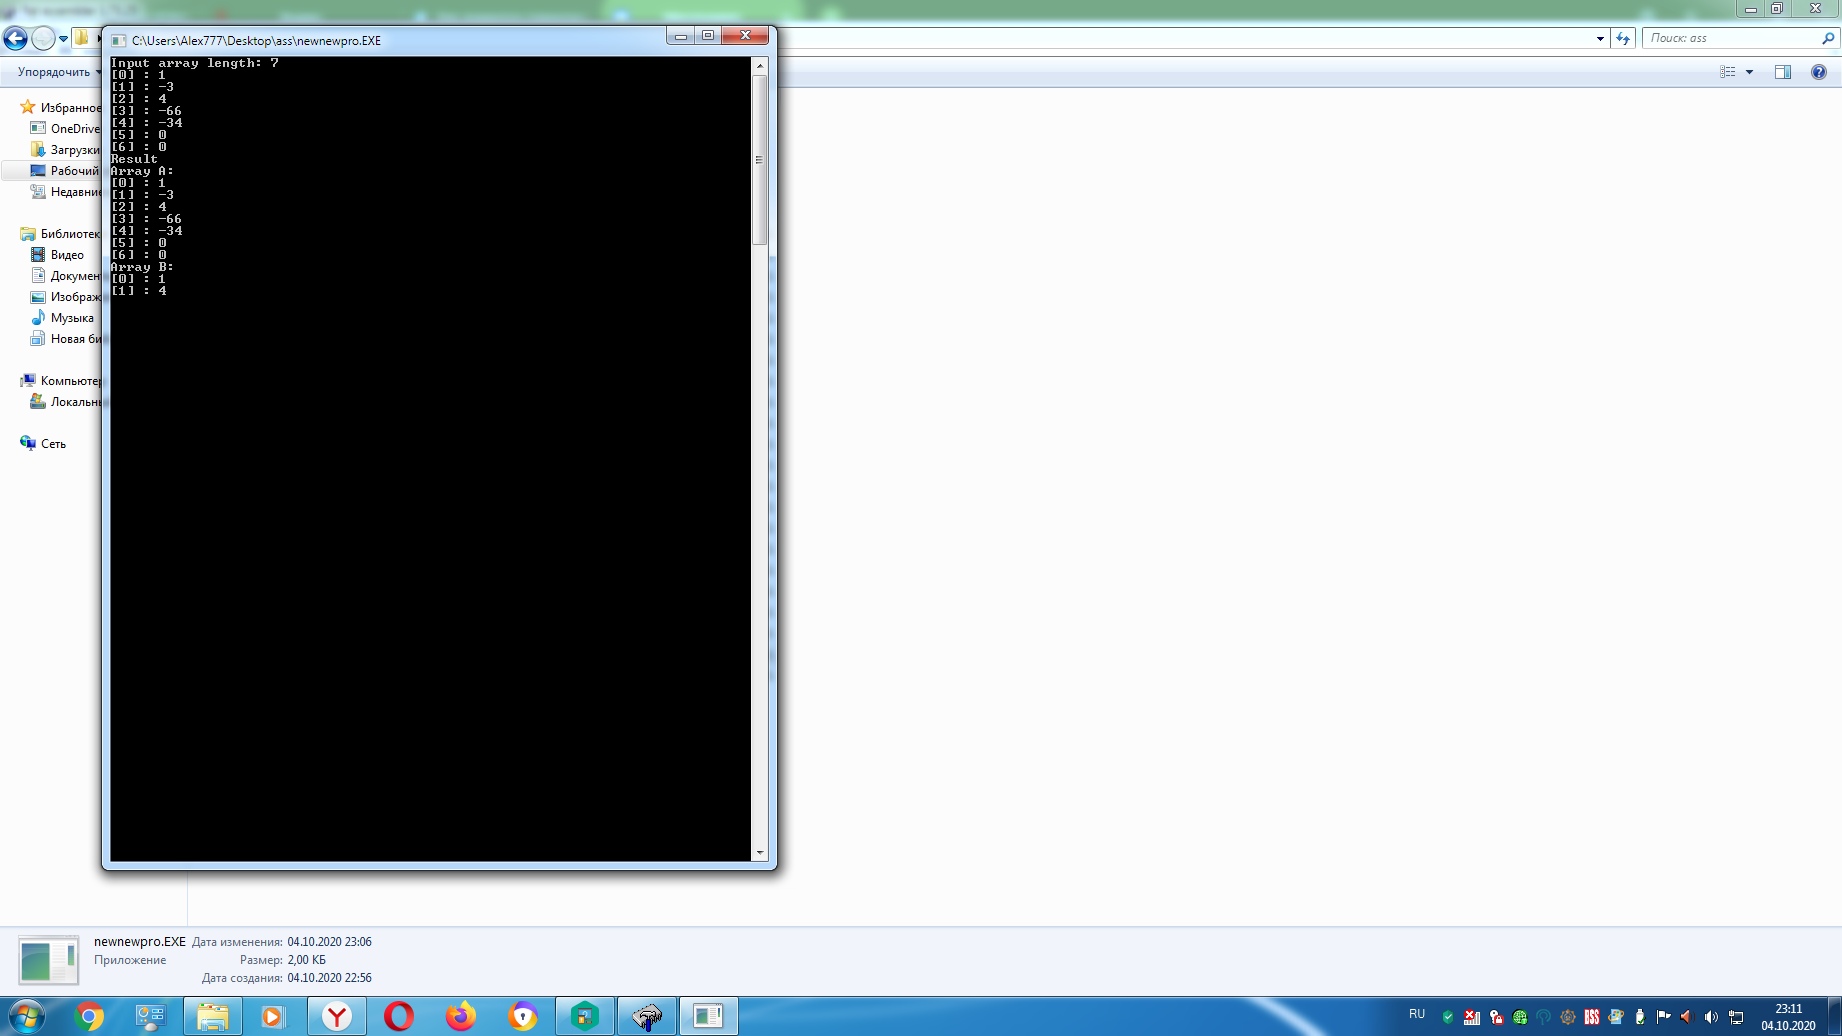 C:\Users\Alex777\Desktop\ass\newnewpro.EXE
Поиск: ass
Упорядочить
Избранное
OneDrive
Загрузки
Рабочий
Недавние
Библиотек
Видео
Докумен
Изображ
Музыка
Новая би
Компьютер
Локальн
Сеть
Input array length: 7
[0] : 1
[1] : -3
[2] : 4
[3] : -66
[4] : -34
[5] : 0
[6] : 0
Result
Array A:
[0] : 1
[1] : -3
[2] : 4
[3] : -66
[4] : -34
[5] : 0
[6] : 0
Array B:
[0] : 1
[1] : 4
newnewpro.EXE Дата изменения: 04.10.2020 23:06
Приложение Размер: 2,00 КБ
Дата создания: 04.10.2020 22:56
RU
23:11
04.10.2020